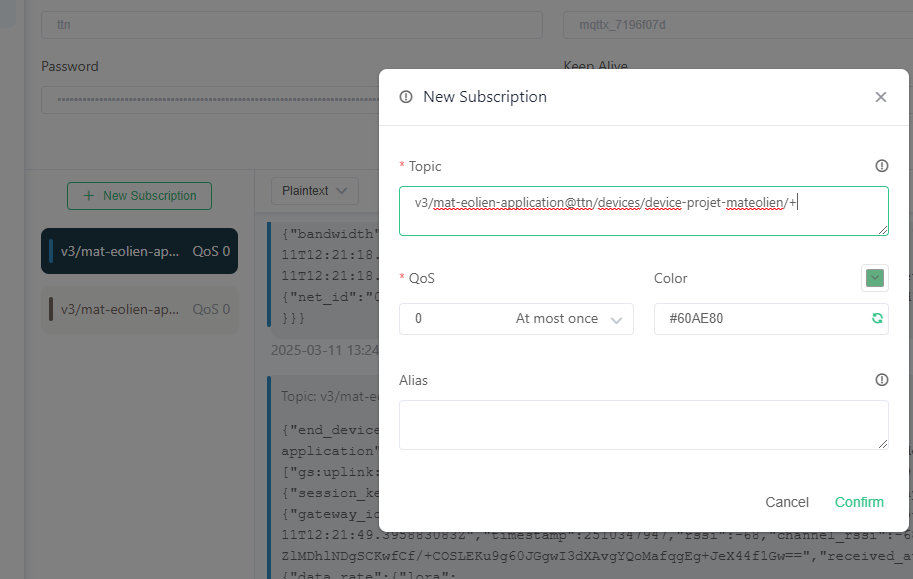 ttn
mqttx_7196f07d
Password
Keep Alive
New Subscription
×
* Topic
v3/mat-eolien-application@ttn/devices/device-projet-mateolien/+
* QoS
Color
0 At most once
#60AE80
Alias
Cancel Confirm
+ New Subscription
Plaintext
v3/mat-eolien-ap... QoS 0
v3/mat-eolien-ap... QoS 0
{"bandwidth"
11T12:21:18.
11T12:21:18.
{"net_id":"0
}}}
2025-03-11 13:24
Topic: v3/mat-e
{"end_device
application"
["gs:uplink:
{"session_ke
{"gateway_id
11T12:21:49.395883083Z","timestamp":2510347947,"rssi":-68,"channel_rssi":-6
ZlMDhlNDgSCKwfCf/+COSLEKu9g60JGgwI3dXAvgYQoMafqgEg+JeX44f1Gw==","received_a
{"data_rate":{"lora":